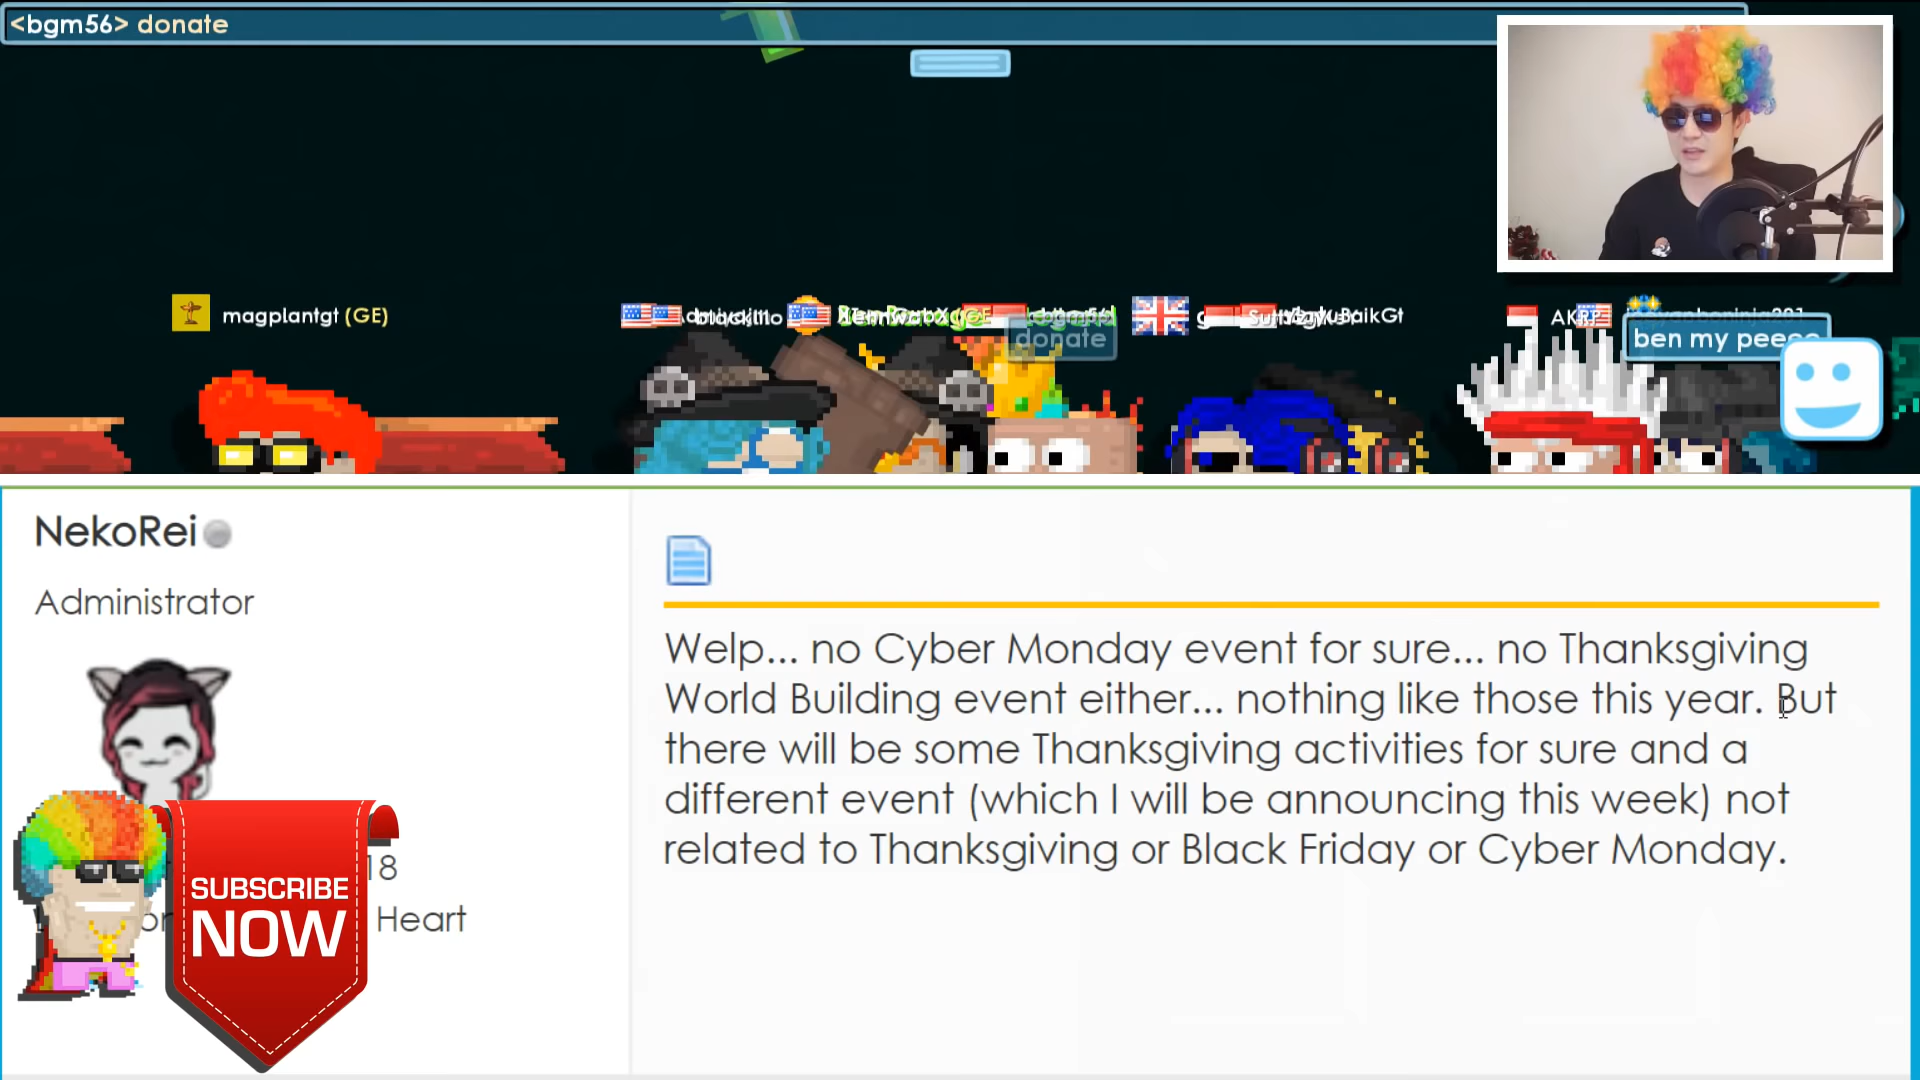 <bgm56> donate
magplantgt (GE)
AKRP
donate
ben my peeee
NekoRei
Administrator
18
Heart
SUBSCRIBE
NOW
Welp... no Cyber Monday event for sure... no Thanksgiving
World Building event either... nothing like those this year. But
there will be some Thanksgiving activities for sure and a
different event (which I will be announcing this week) not
related to Thanksgiving or Black Friday or Cyber Monday.